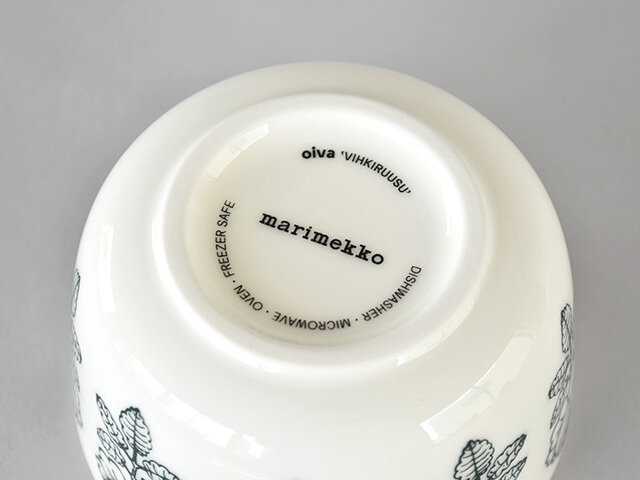 oiva 'VIHKIRUUSU'
marimekko
DISHWASHER · MICROWAVE · OVEN · FREEZER SAFE